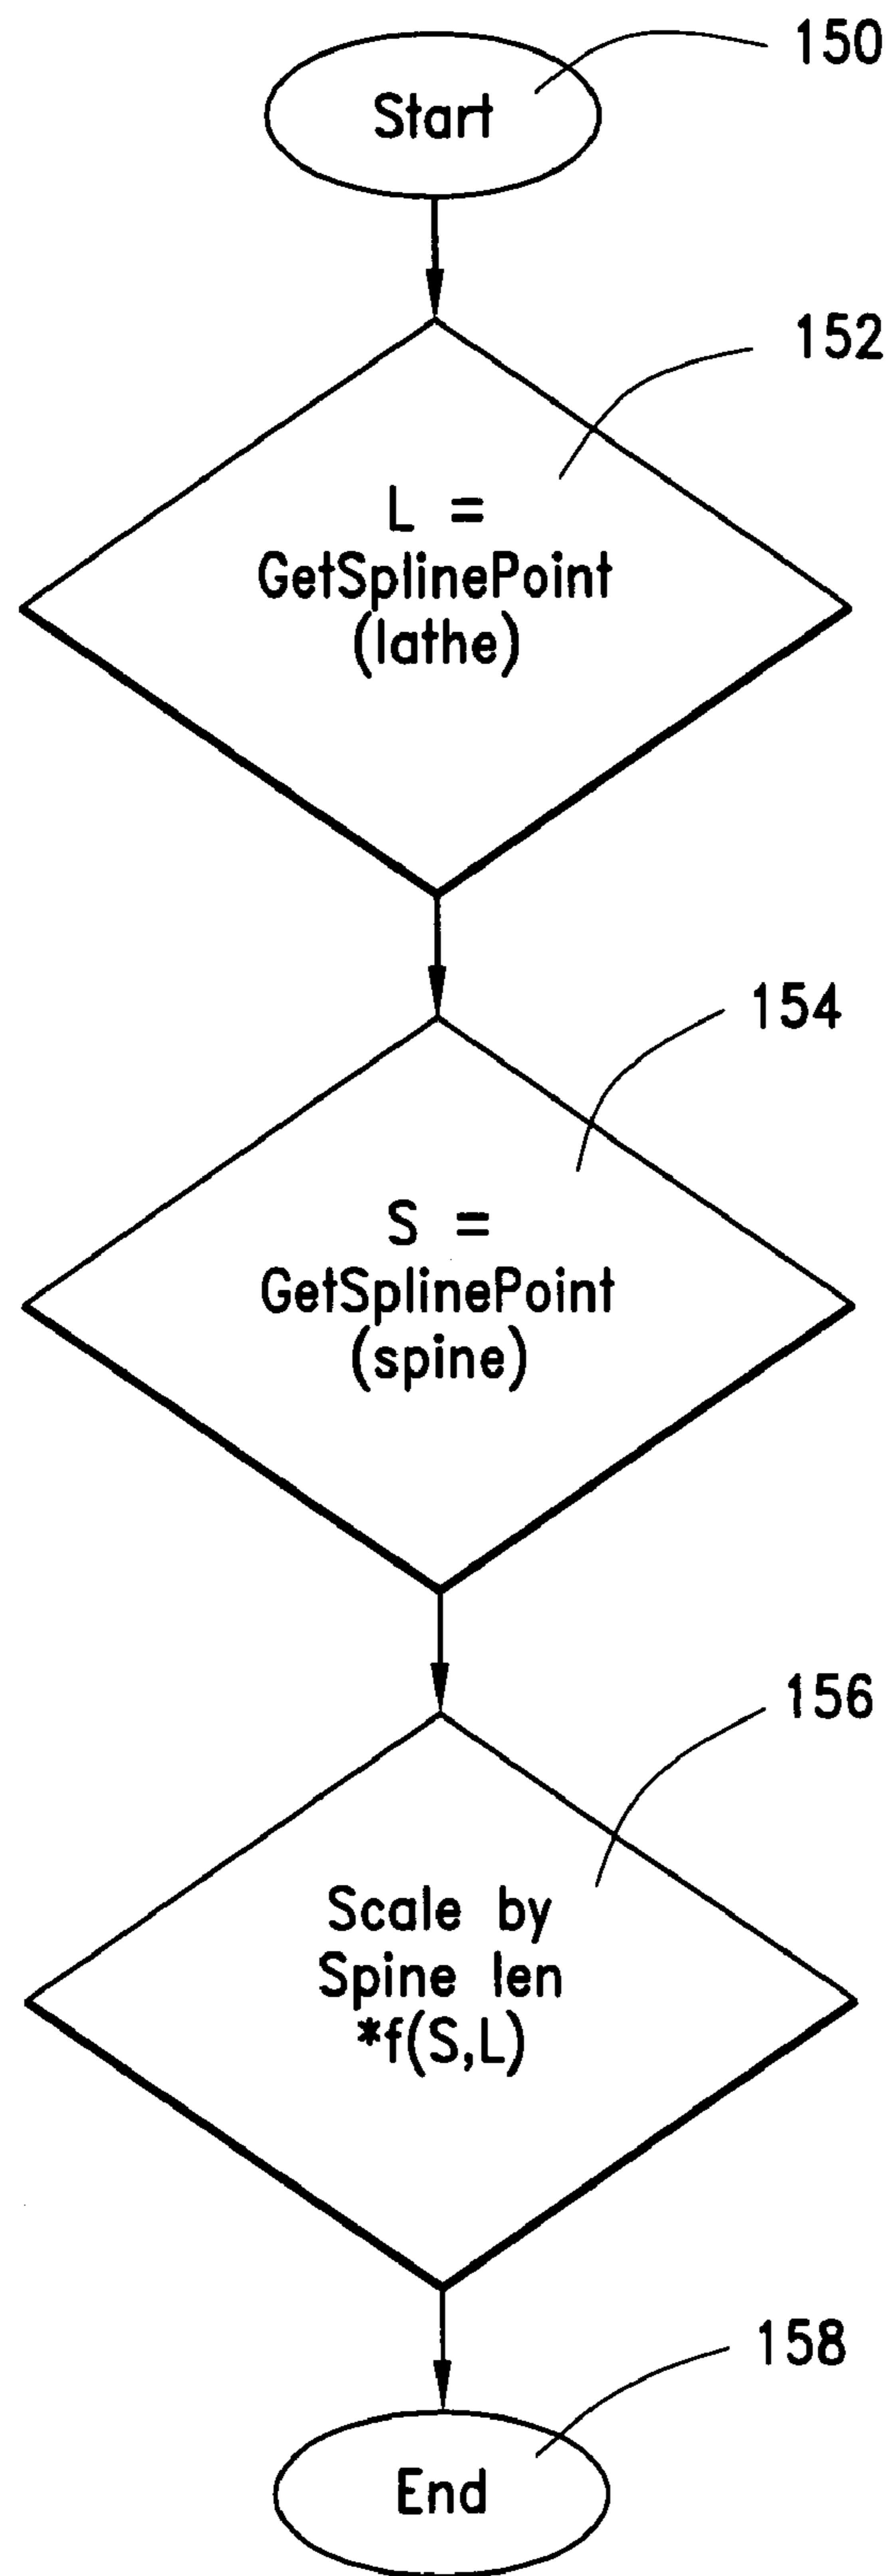 150
Start
152
L =
GetSplinePoint
(lathe)
154
S =
GetSplinePoint
(spine)
156
Scale by
Spine len
*f(S,L)
158
End